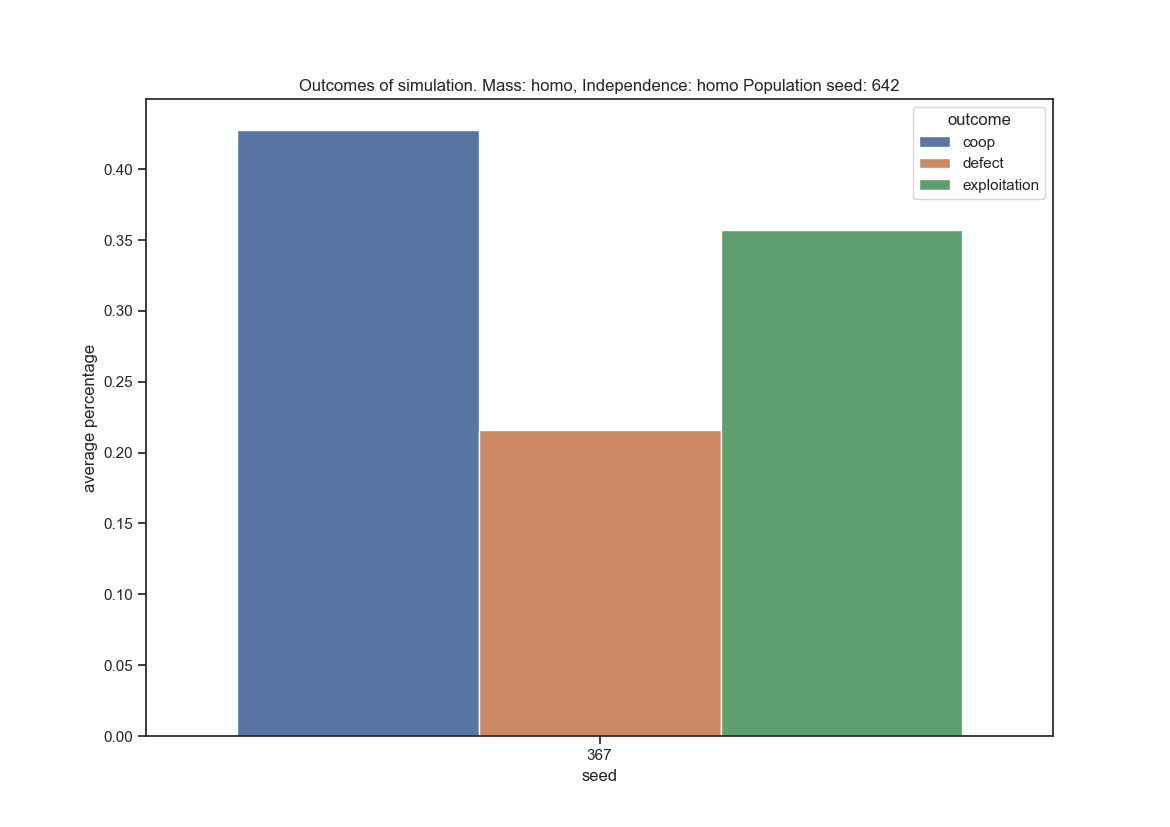 Outcomes of simulation. Mass: homo, Independence: homo Population seed: 642
outcome
coop
defect
exploitation
average percentage
0.40
0.35
0.30
0.25
0.20
0.15
0.10
0.05
0.00
367
seed